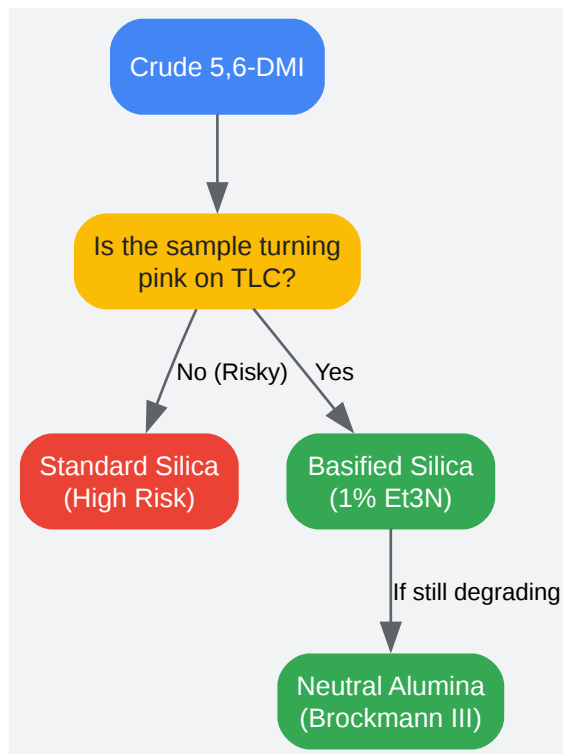 Crude 5,6-DMI
Is the sample turning
pink on TLC?
No (Risky)
Yes
Standard Silica
(High Risk)
Basified Silica
(1% Et3N)
If still degrading
Neutral Alumina
(Brockmann III)